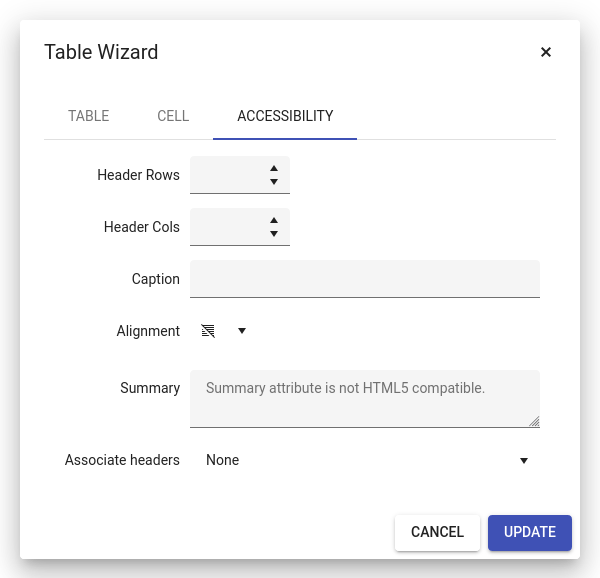 Table Wizard
TABLE CELL ACCESSIBILITY
Header Rows
Header Cols
Caption
Alignment
Summary Summary attribute is not HTML5 compatible.
Associate headers None
CANCEL UPDATE